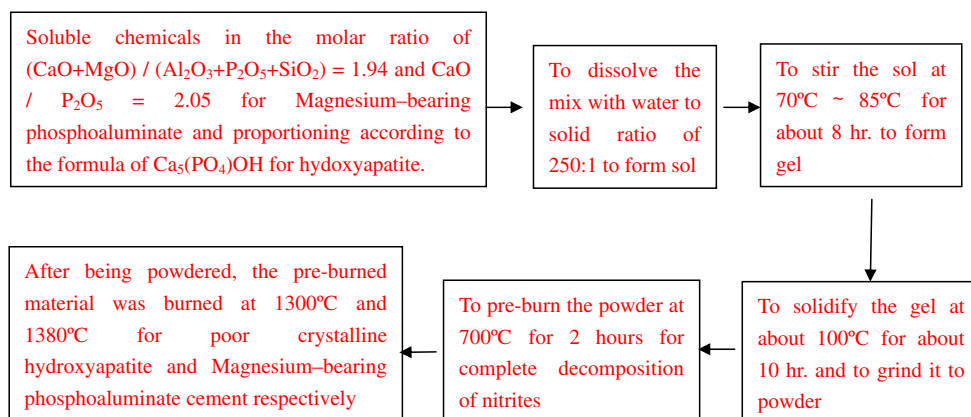 Soluble chemicals in the molar ratio of
(CaO+MgO) / (Al₂O₃+P₂O₅+SiO₂) = 1.94 and CaO
/ P₂O₅ = 2.05 for Magnesium–bearing
phosphoaluminate and proportioning according to
the formula of Ca₅(PO₄)OH for hydoxyapatite.
To dissolve the
mix with water to
solid ratio of
250:1 to form sol
To stir the sol at
70ºC ~ 85ºC for
about 8 hr. to form
gel
To solidify the gel at
about 100ºC for about
10 hr. and to grind it to
powder
To pre-burn the powder at
700ºC for 2 hours for
complete decomposition
of nitrites
After being powdered, the pre-burned
material was burned at 1300ºC and
1380ºC for poor crystalline
hydroxyapatite and Magnesium–bearing
phosphoaluminate cement respectively